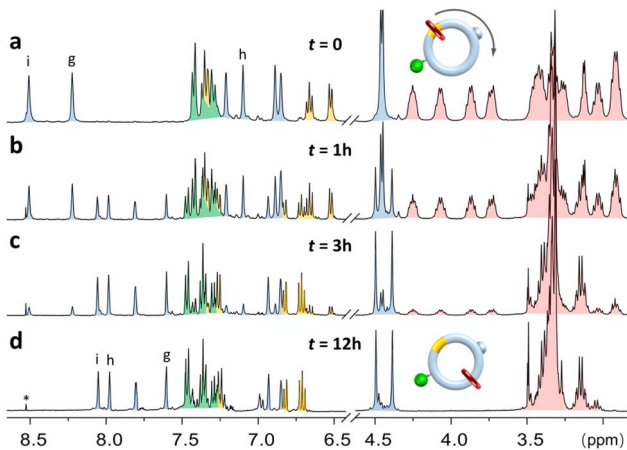 a
i
g
h
t = 0
b
t = 1h
c
t = 3h
d
t = 12h
i
h
g
*
8.5 8.0 7.5 7.0 6.5 4.5 4.0 3.5 (ppm)